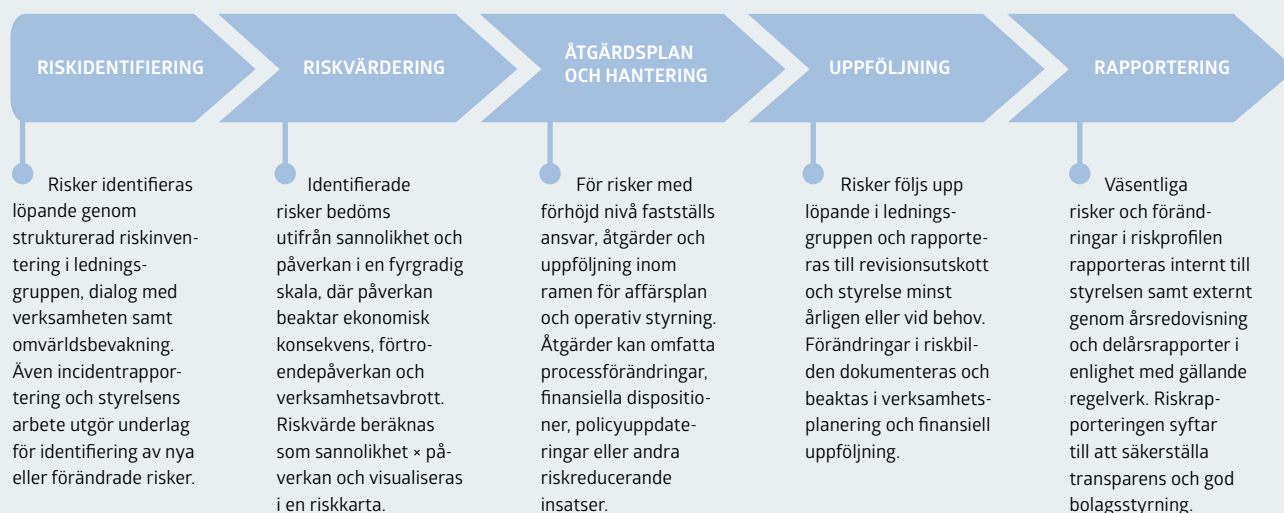 RISKIDENTIFIERING
RISKVÄRDERING
ÅTGÄRDSPLAN
OCH HANTERING
UPPFÖLJNING
RAPPORTERING
Risker identifieras
löpande genom
strukturerad riskinven-
tering i lednings-
gruppen, dialog med
verksamheten samt
omvärldsbevakning.
Även incidentrappor-
tering och styrelsens
arbete utgör underlag
för identifiering av nya
eller förändrade risker.
Identifierade
risker bedöms
utifrån sannolikhet och
påverkan i en fyrgradig
skala, där påverkan
beaktar ekonomisk
konsekvens, förtro-
endepåverkan och
verksamhetsavbrott.
Riskvärde beräknas
som sannolikhet × på-
verkan och visualiseras
i en riskkarta.
För risker med
förhöjd nivå fastställs
ansvar, åtgärder och
uppföljning inom
ramen för affärsplan
och operativ styrning.
Åtgärder kan omfatta
processförändringar,
finansiella dispositio-
ner, policyuppdate-
ringar eller andra
riskreducerande
insatser.
Risker följs upp
löpande i lednings-
gruppen och rapporte-
ras till revisionsutskott
och styrelse minst
årligen eller vid behov.
Förändringar i riskbil-
den dokumenteras och
beaktas i verksamhets-
planering och finansiell
uppföljning.
Väsentliga
risker och föränd-
ringar i riskprofilen
rapporteras internt till
styrelsen samt externt
genom årsredovisning
och delårsrapporter i
enlighet med gällande
regelverk. Riskrap-
porteringen syftar
till att säkerställa
transparens och god
bolagsstyrning.